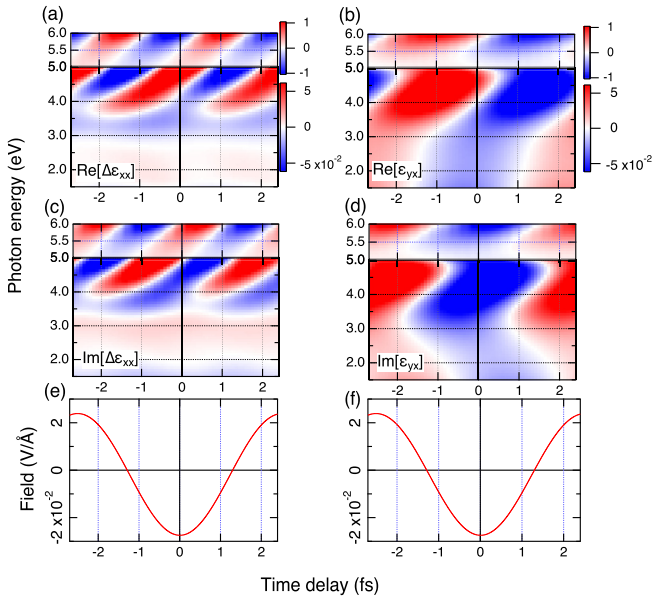 (a)
(b)
6.0
5.5
5.0
4.0
3.0
2.0
Re[Δε_xx]
-2 -1 0 1 2
1
0
-1
5
0
-5 x10^-2
6.0
5.5
5.0
4.0
3.0
2.0
Re[ε_yx]
-2 -1 0 1 2
1
0
-1
5
0
-5 x10^-2
Photon energy (eV)
(c)
(d)
6.0
5.5
5.0
4.0
3.0
2.0
Im[Δε_xx]
-2 -1 0 1 2
6.0
5.5
5.0
4.0
3.0
2.0
Im[ε_yx]
-2 -1 0 1 2
(e)
(f)
Field (V/Å)
2
0
-2 x10^-2
-2 -1 0 1 2
2
0
-2 x10^-2
-2 -1 0 1 2
Time delay (fs)